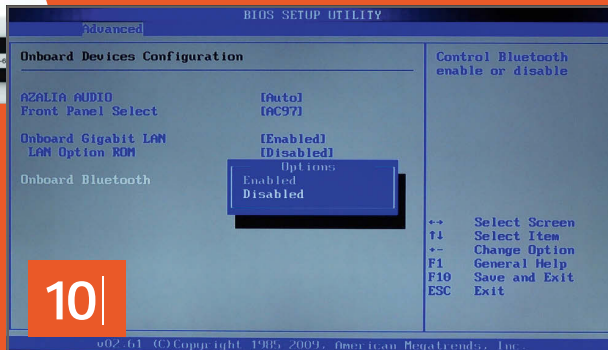 BIOS SETUP UTILITY
Advanced
Onboard Devices Configuration
AZALIA AUDIO [Auto]
Front Panel Select [AC97]
Onboard Gigabit LAN [Enabled]
LAN Option ROM [Disabled]
Onboard Bluetooth
Options
Enabled
Disabled
Control Bluetooth
enable or disable
←→ Select Screen
↑↓ Select Item
+- Change Option
F1 General Help
F10 Save and Exit
ESC Exit
10
v02.61 (C)Copyright 1985-2009, American Megatrends, Inc.